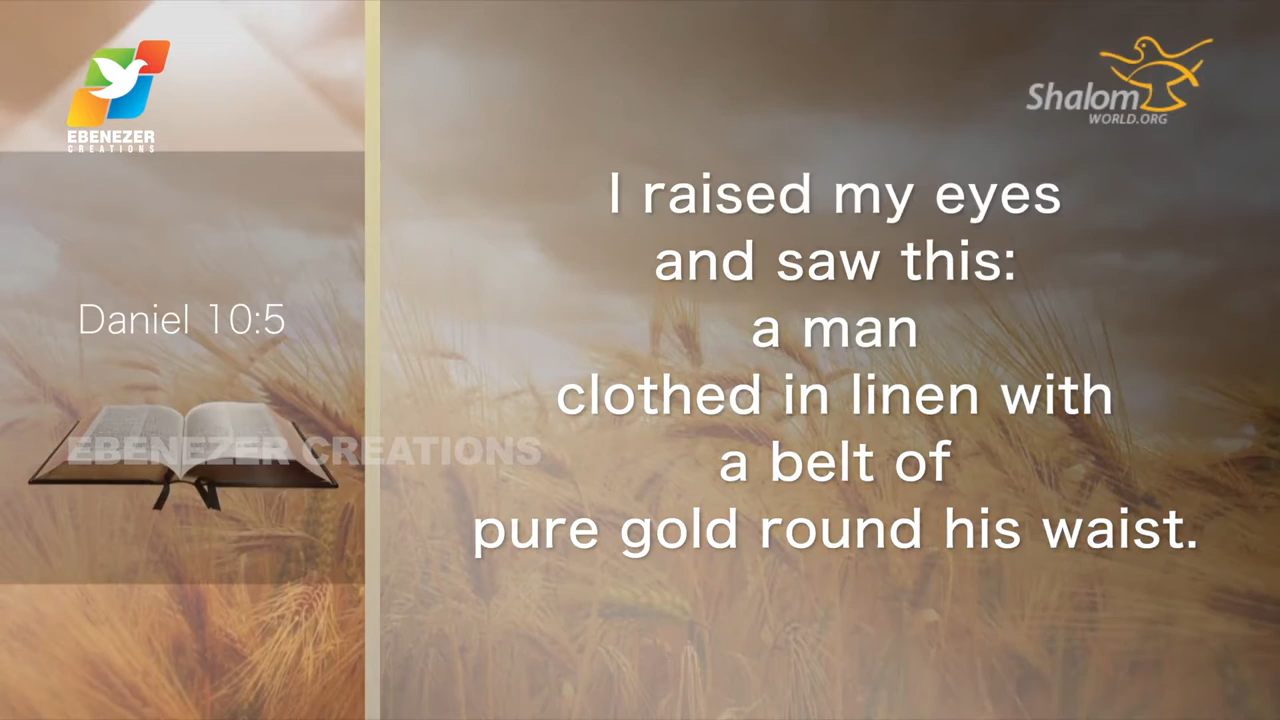 EBENEZER
CREATIONS
Shalom
WORLD.ORG
Daniel 10:5
I raised my eyes
and saw this:
a man
clothed in linen with
a belt of
pure gold round his waist.
EBENEZER CREATIONS